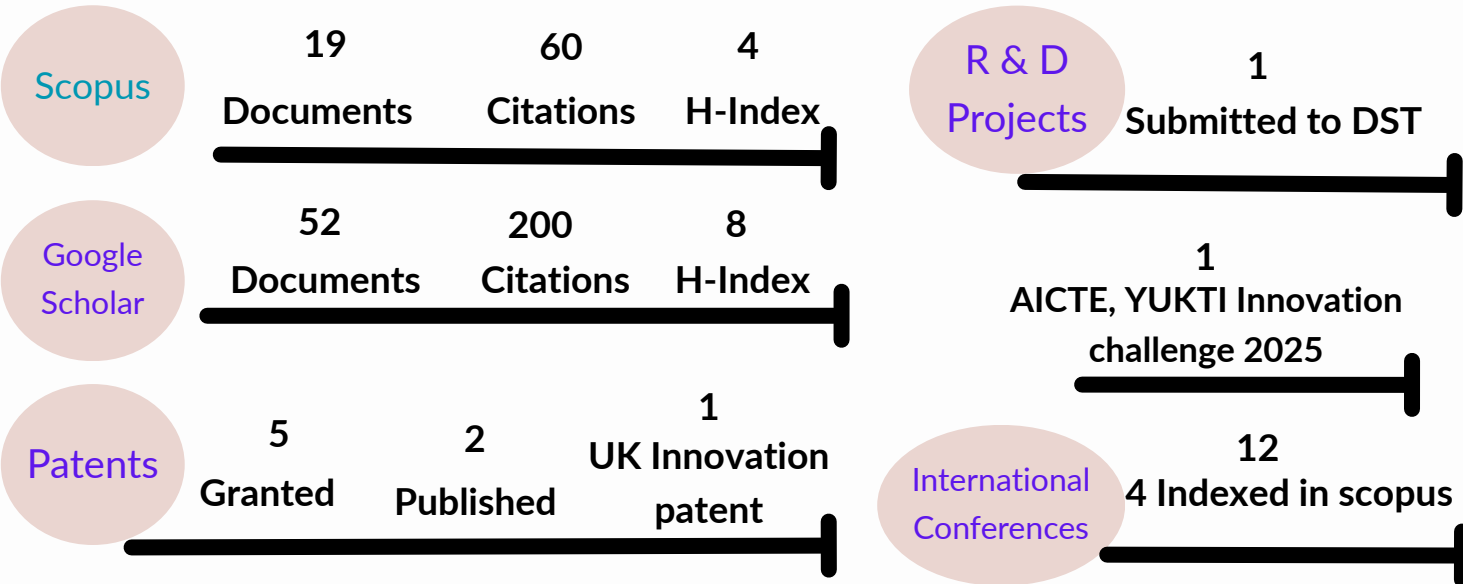 Scopus
19
Documents
60
Citations
4
H-Index
Google
Scholar
52
Documents
200
Citations
8
H-Index
Patents
5
Granted
2
Published
1
UK Innovation
patent
R & D
Projects
1
Submitted to DST
1
AICTE, YUKTI Innovation
challenge 2025
International
Conferences
12
4 Indexed in scopus